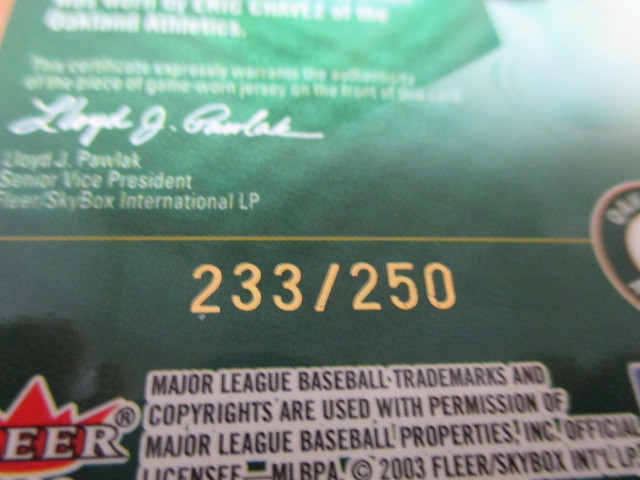 was worn by ERIC CHAVEZ of the
Oakland Athletics.
This certificate expressly warrants the authenticity
of the piece of game-worn jersey on the front of this card.
Lloyd J. Pawlak
Lloyd J. Pawlak
Senior Vice President
Fleer/SkyBox International LP
233/250
LEER®
MAJOR LEAGUE BASEBALL TRADEMARKS AND
COPYRIGHTS ARE USED WITH PERMISSION OF
MAJOR LEAGUE BASEBALL PROPERTIES, INC. OFFICIAL
LICENSEE—MLBPA © 2003 FLEER/SKYBOX INT'L LP